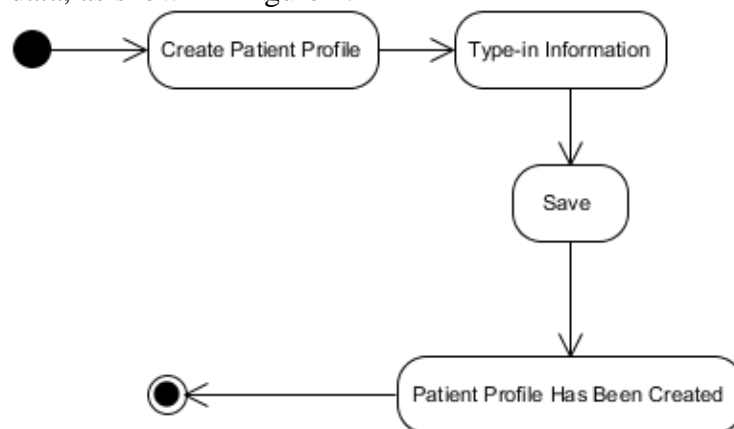 Create Patient Profile
Type-in Information
Save
Patient Profile Has Been Created